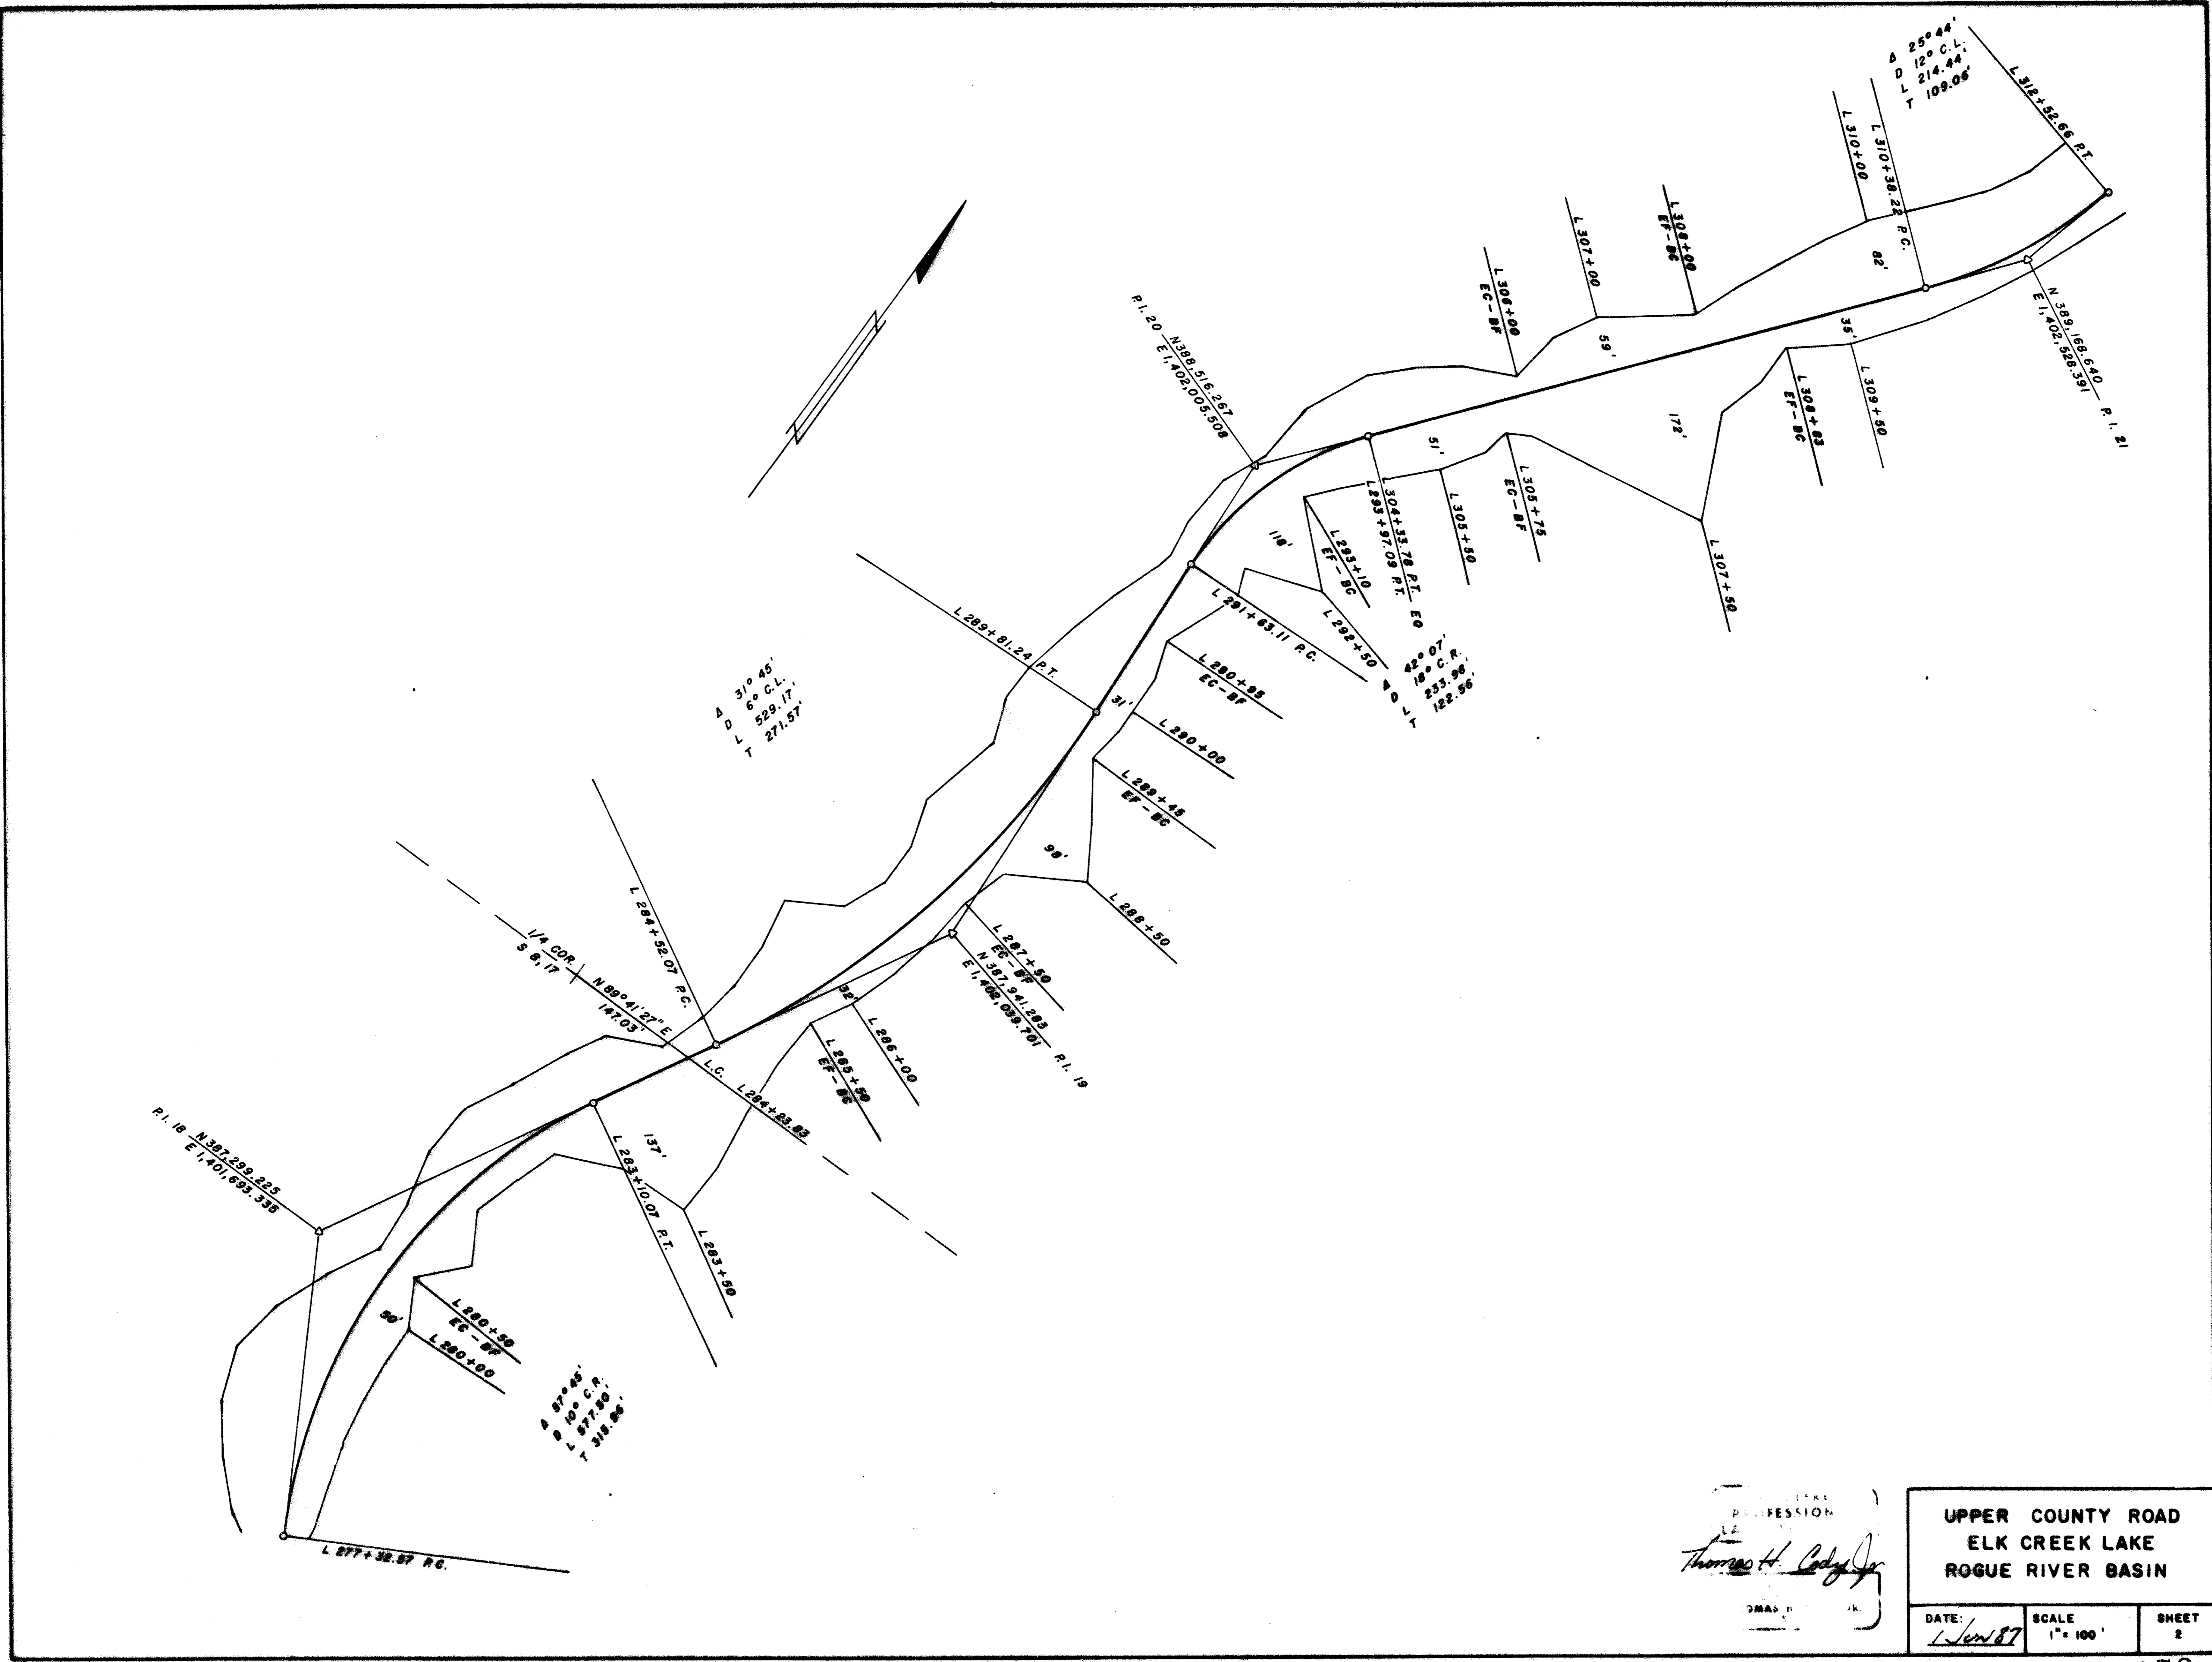 Δ 25° 44'
D 12° C.L.
L 214.44'
T 109.06'
L 312+52.66 P.T.
L 310+38.22 P.C.
L 310+00
L 308+00
EF-BC
L 307+00
L 306+00
EC-BF
82'
59'
35'
N 389,168.640
E 1,402,528.391
P.I. 21
L 309+50
L 308+83
EF-BC
172'
L 307+50
P.I. 20
N388,516.267
E 1,402,005.508
51'
L 305+75
EC-BF
L 305+50
L 304+33.78 P.T. EQ
L 293+97.09 P.T.
118'
L 293+10
EF-BC
L 292+50
L 291+63.11 P.C.
Δ 42° 07'
D 18° C.R.
L 233.98'
T 122.56'
L 290+95
EC-BF
L 289+81.24 P.T.
31'
L 290+00
L 289+45
EF-BC
Δ 31° 45'
D 6° C.L.
L 529.17'
T 271.57'
98'
L 288+50
L 287+50
EC-BF
N 387,941.283
E 1,402,039.701
P.I. 19
L 284+52.07 P.C.
1/4 COR.
S 8,17
N 89° 41' 27" E
147.03'
32'
L 286+00
L 285+50
EF-BC
L.C. L 284+23.83
137'
L 283+10.07 P.T.
L 283+50
P.I. 18
N387,299.225
E 1,401,693.335
L 280+50
EC-BF
50'
L 280+00
Δ 57° 45'
D 10° C.R.
L 577.50'
T 315.96'
L 277+32.57 P.C.
Thomas H. Cody Jr
UPPER COUNTY ROAD
ELK CREEK LAKE
ROGUE RIVER BASIN
DATE: 1 Jun 87
SCALE 1" = 100'
SHEET 2